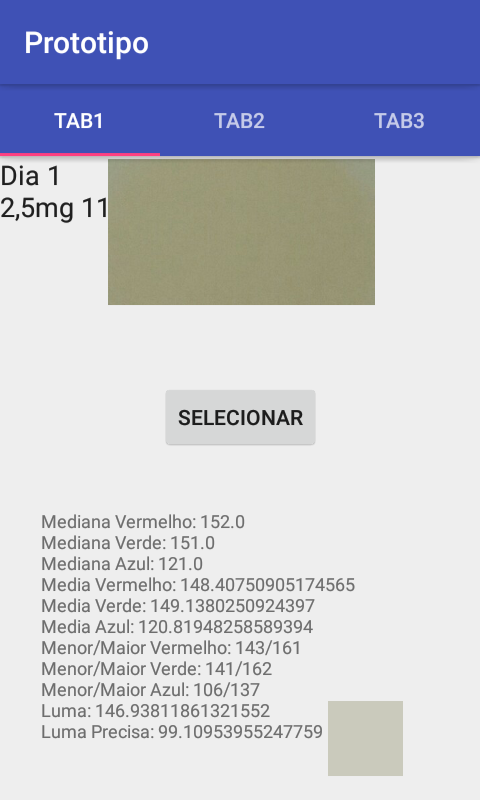 Prototipo
TAB1 TAB2 TAB3
Dia 1
2,5mg 11
SELECIONAR
Mediana Vermelho: 152.0
Mediana Verde: 151.0
Mediana Azul: 121.0
Media Vermelho: 148.40750905174565
Media Verde: 149.1380250924397
Media Azul: 120.81948258589394
Menor/Maior Vermelho: 143/161
Menor/Maior Verde: 141/162
Menor/Maior Azul: 106/137
Luma: 146.93811861321552
Luma Precisa: 99.10953955247759